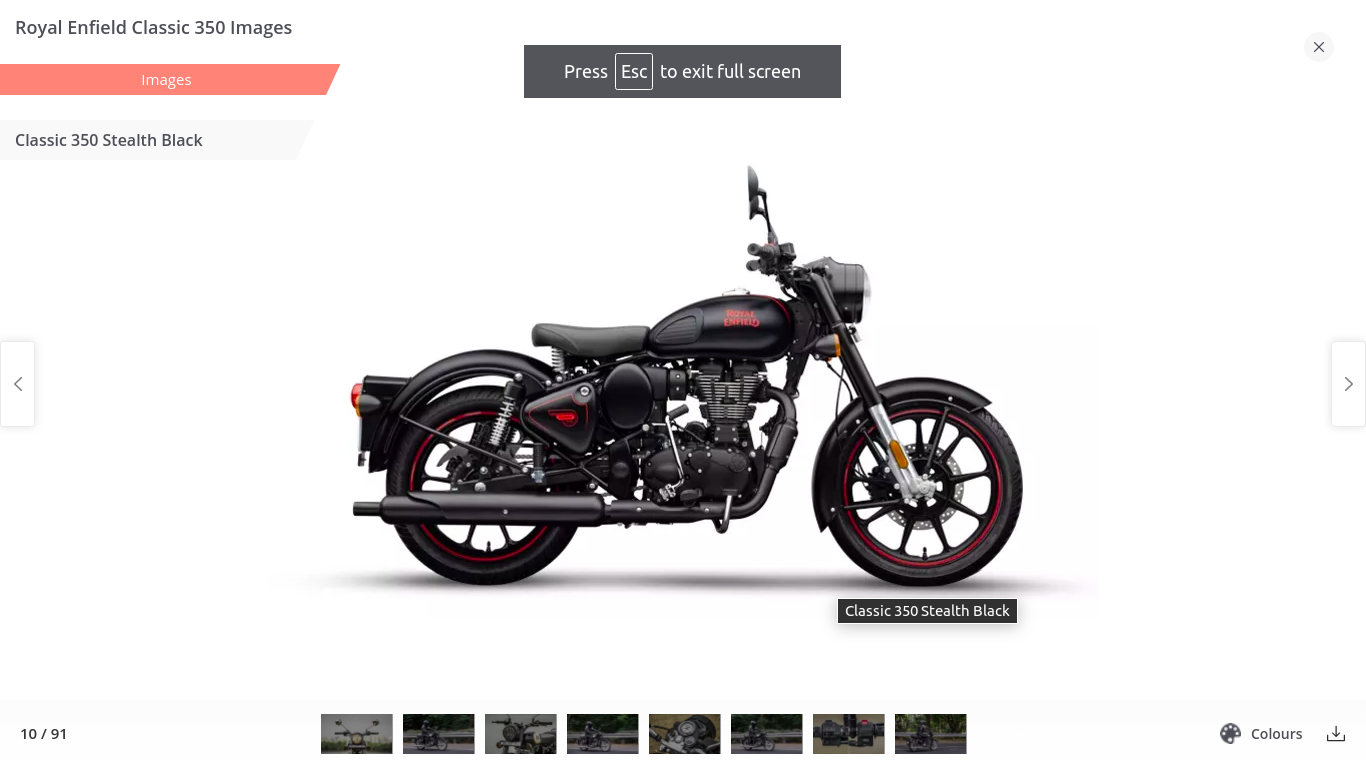 Royal Enfield Classic 350 Images
Press Esc to exit full screen
Images
Classic 350 Stealth Black
ROYAL
ENFIELD
Classic 350 Stealth Black
10 / 91
Colours